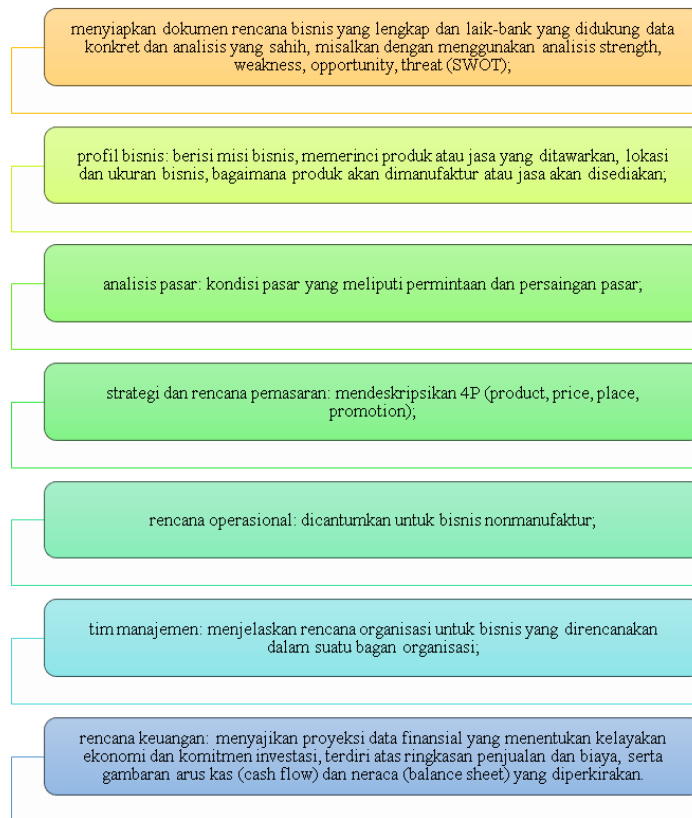 menyiapkan dokumen rencana bisnis yang lengkap dan laik-bank yang didukung data
konkret dan analisis yang sahih, misalkan dengan menggunakan analisis strength,
weakness, opportunity, threat (SWOT);
profil bisnis: berisi misi bisnis, memerinci produk atau jasa yang ditawarkan, lokasi
dan ukuran bisnis, bagaimana produk akan dimanufaktur atau jasa akan disediakan;
analisis pasar: kondisi pasar yang meliputi permintaan dan persaingan pasar;
strategi dan rencana pemasaran: mendeskripsikan 4P (product, price, place,
promotion);
rencana operasional: dicantumkan untuk bisnis nonmanufaktur;
tim manajemen: menjelaskan rencana organisasi untuk bisnis yang direncanakan
dalam suatu bagan organisasi;
rencana keuangan: menyajikan proyeksi data finansial yang menentukan kelayakan
ekonomi dan komitmen investasi, terdiri atas ringkasan penjualan dan biaya, serta
gambaran arus kas (cash flow) dan neraca (balance sheet) yang diperkirakan.